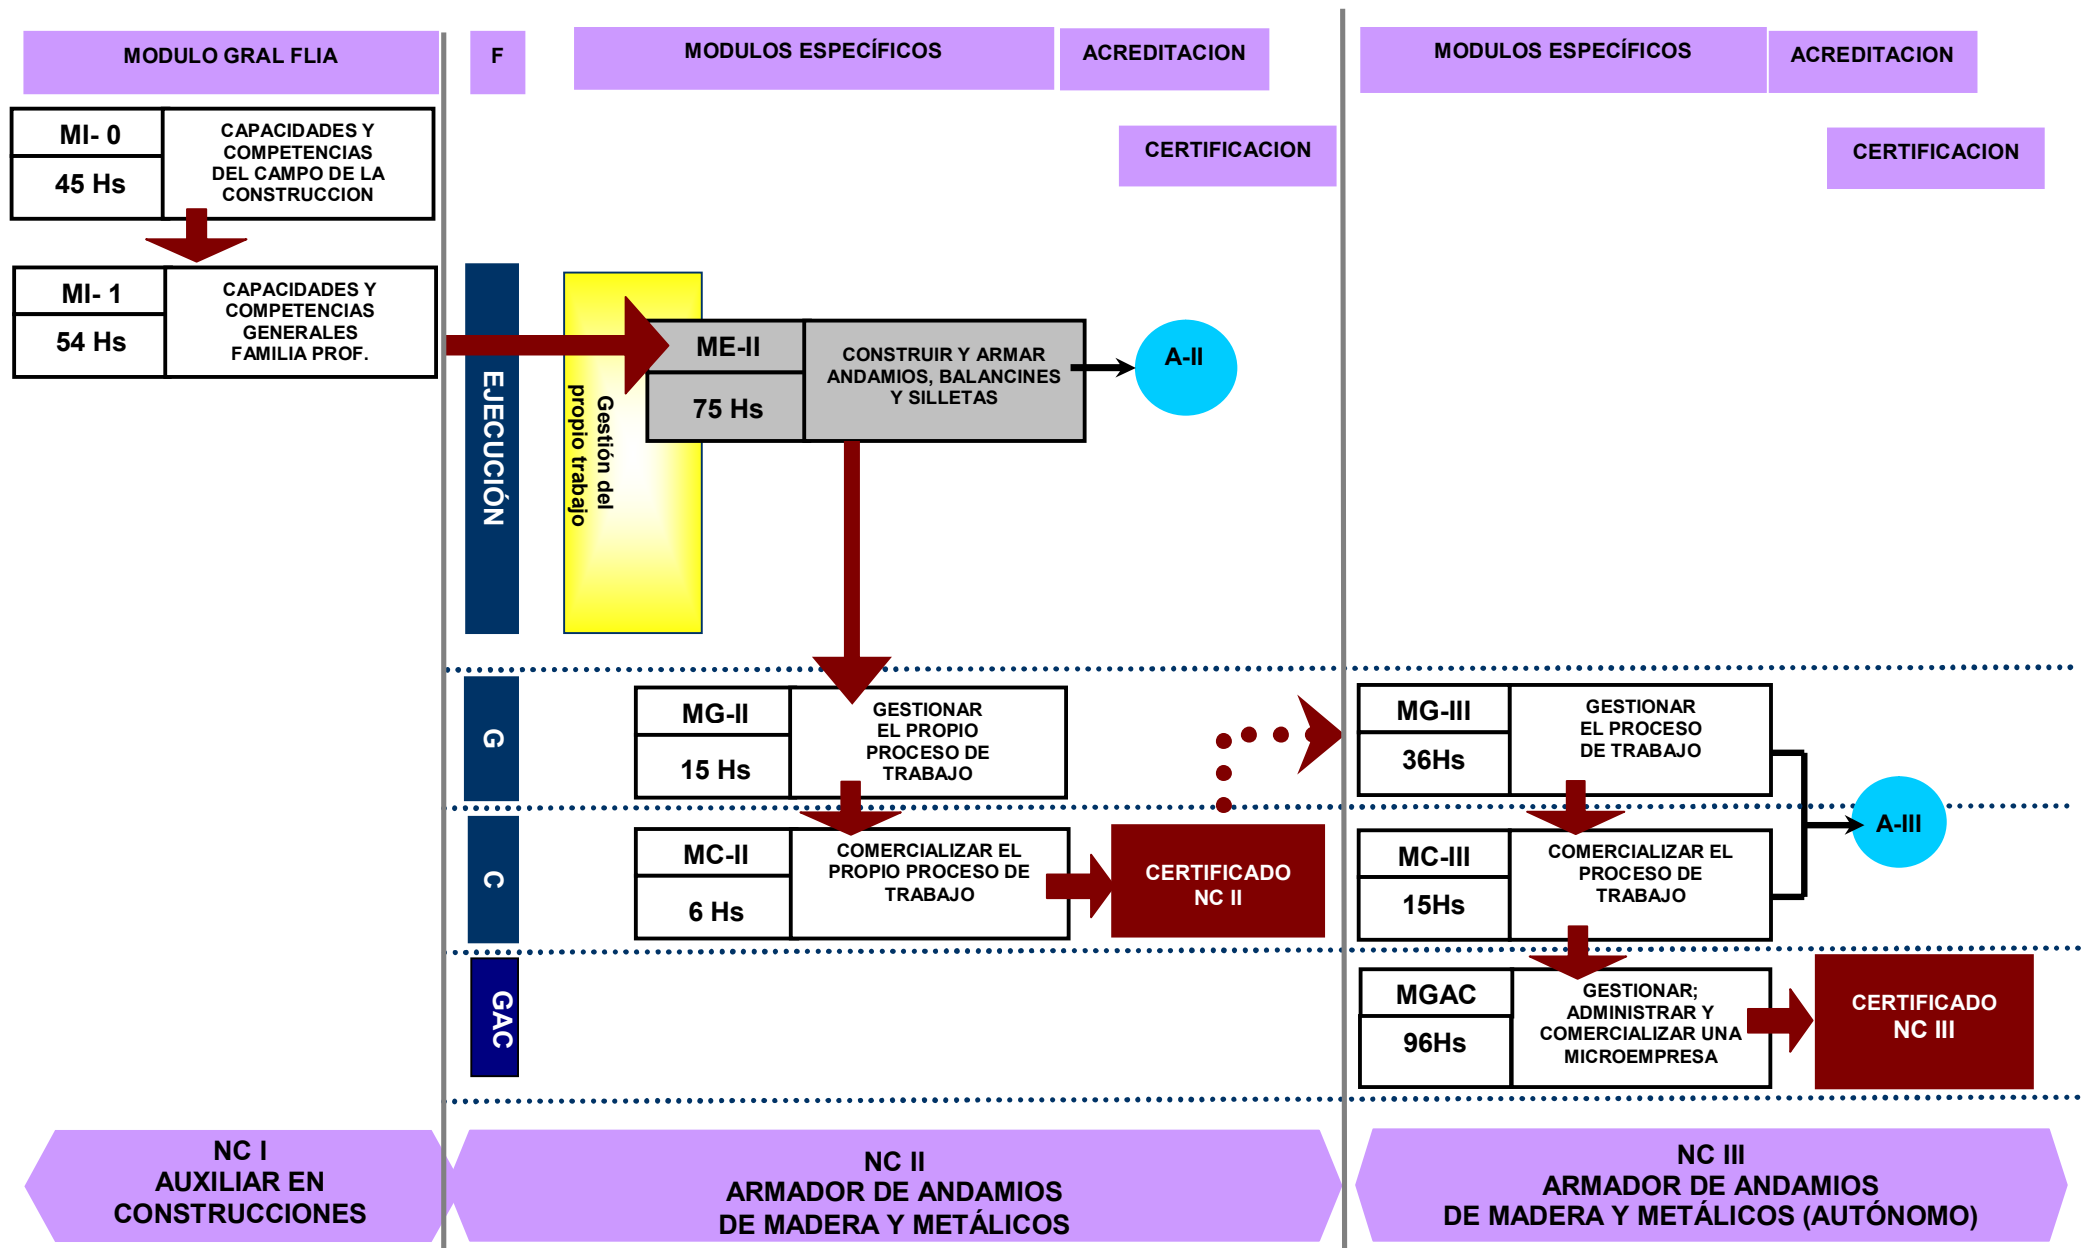 MODULO GRAL FLIA
F
MODULOS ESPECÍFICOS
ACREDITACION
MODULOS ESPECÍFICOS
ACREDITACION
CERTIFICACION
CERTIFICACION
MI- 0
45 Hs
CAPACIDADES Y
COMPETENCIAS
DEL CAMPO DE LA
CONSTRUCCION
MI- 1
54 Hs
CAPACIDADES Y
COMPETENCIAS
GENERALES
FAMILIA PROF.
EJECUCIÓN
Gestión del
propio trabajo
ME-II
75 Hs
CONSTRUIR Y ARMAR
ANDAMIOS, BALANCINES
Y SILLETAS
A-II
G
MG-II
15 Hs
GESTIONAR
EL PROPIO
PROCESO DE
TRABAJO
MG-III
36Hs
GESTIONAR
EL PROCESO
DE TRABAJO
C
MC-II
6 Hs
COMERCIALIZAR EL
PROPIO PROCESO DE
TRABAJO
CERTIFICADO
NC II
MC-III
15Hs
COMERCIALIZAR EL
PROCESO DE
TRABAJO
A-III
GAC
MGAC
96Hs
GESTIONAR;
ADMINISTRAR Y
COMERCIALIZAR UNA
MICROEMPRESA
CERTIFICADO
NC III
NC I
AUXILIAR EN
CONSTRUCCIONES
NC II
ARMADOR DE ANDAMIOS
DE MADERA Y METÁLICOS
NC III
ARMADOR DE ANDAMIOS
DE MADERA Y METÁLICOS (AUTÓNOMO)